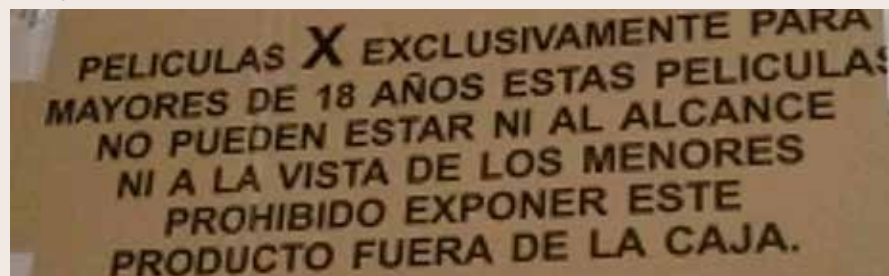 PELICULAS X EXCLUSIVAMENTE PARA
MAYORES DE 18 AÑOS ESTAS PELICULAS
NO PUEDEN ESTAR NI AL ALCANCE
NI A LA VISTA DE LOS MENORES
PROHIBIDO EXPONER ESTE
PRODUCTO FUERA DE LA CAJA.